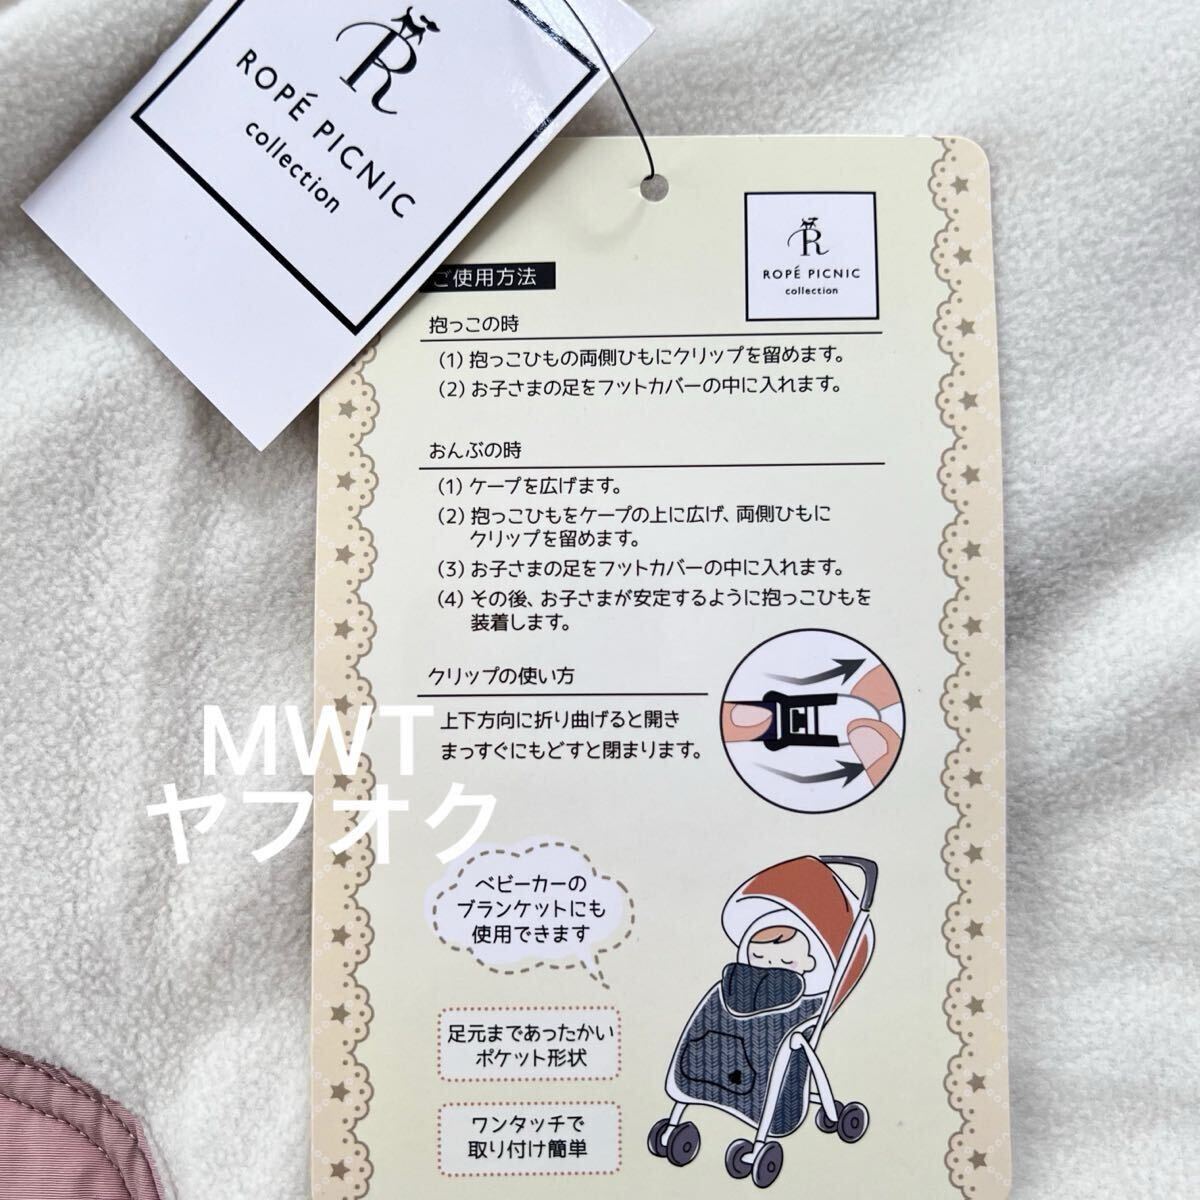 R
ROPÉ PICNIC
collection
R
ROPÉ PICNIC
collection
ご使用方法
抱っこの時
(1) 抱っこひもの両側ひもにクリップを留めます。
(2) お子さまの足をフットカバーの中に入れます。
おんぶの時
(1) ケープを広げます。
(2) 抱っこひもをケープの上に広げ、両側ひもに
クリップを留めます。
(3) お子さまの足をフットカバーの中に入れます。
(4) その後、お子さまが安定するように抱っこひもを
装着します。
クリップの使い方
上下方向に折り曲げると開き
まっすぐにもどすと閉まります。
MWT
ヤフオク
ベビーカーの
ブランケットにも
使用できます
足元まであったかい
ポケット形状
ワンタッチで
取り付け簡単